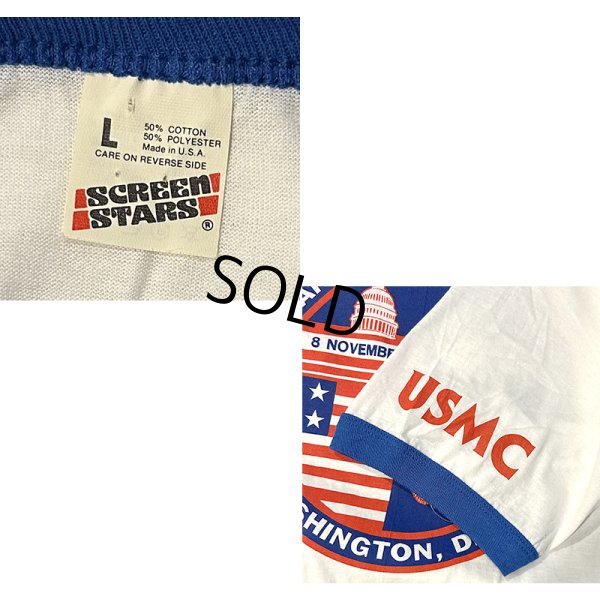 L
50% COTTON
50% POLYESTER
Made in U.S.A.
CARE ON REVERSE SIDE
SCREEN
STARS®
SOLD
8 NOVEMBE
USMC
SHINGTON, D